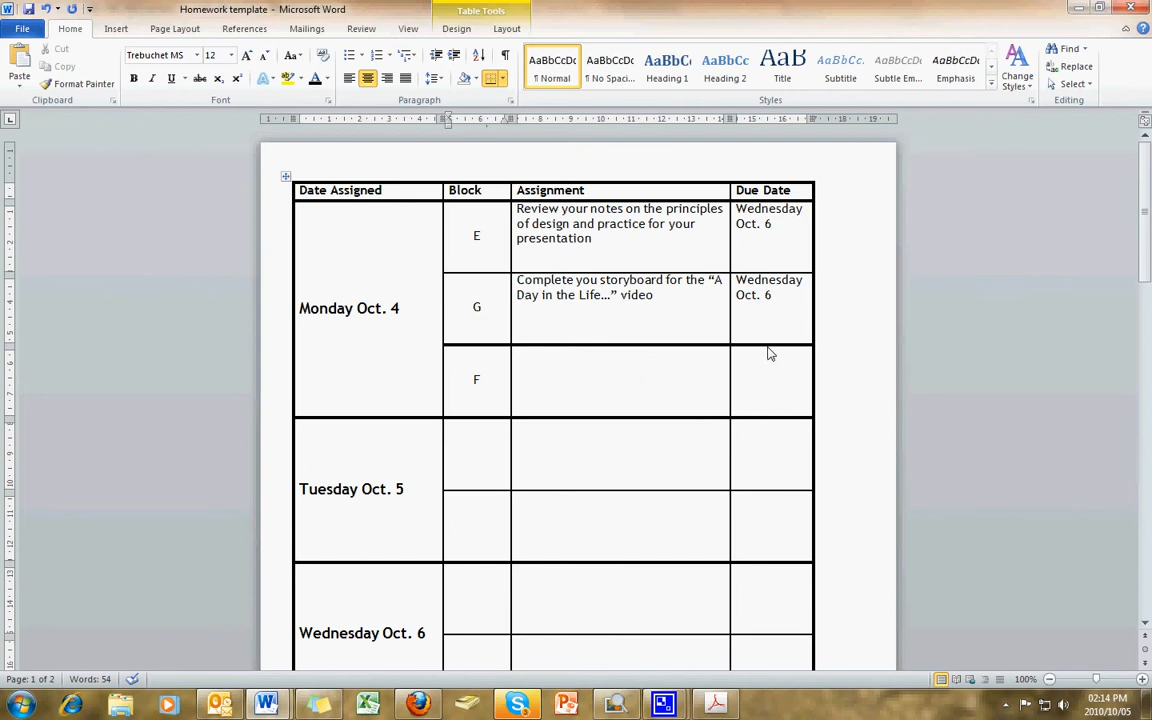 Homework template - Microsoft Word
Table Tools
File Home Insert Page Layout References Mailings Review View Design Layout
Paste
Cut
Copy
Format Painter
Clipboard
Trebuchet MS 12
Font
Paragraph
AaBbCcDc AaBbCcDc AaBbCc AaBbCc AaB AaBbCc. AaBbCcDc AaBbCcDc
¶ Normal ¶ No Spaci... Heading 1 Heading 2 Title Subtitle Subtle Em... Emphasis
Change Styles
Styles
Find
Replace
Select
Editing
Date Assigned Block Assignment Due Date
Monday Oct. 4
E
Review your notes on the principles
of design and practice for your
presentation
Wednesday
Oct. 6
G
Complete you storyboard for the “A
Day in the Life…” video
Wednesday
Oct. 6
F
Tuesday Oct. 5
Wednesday Oct. 6
Page: 1 of 2 Words: 54 100%
02:14 PM
2010/10/05